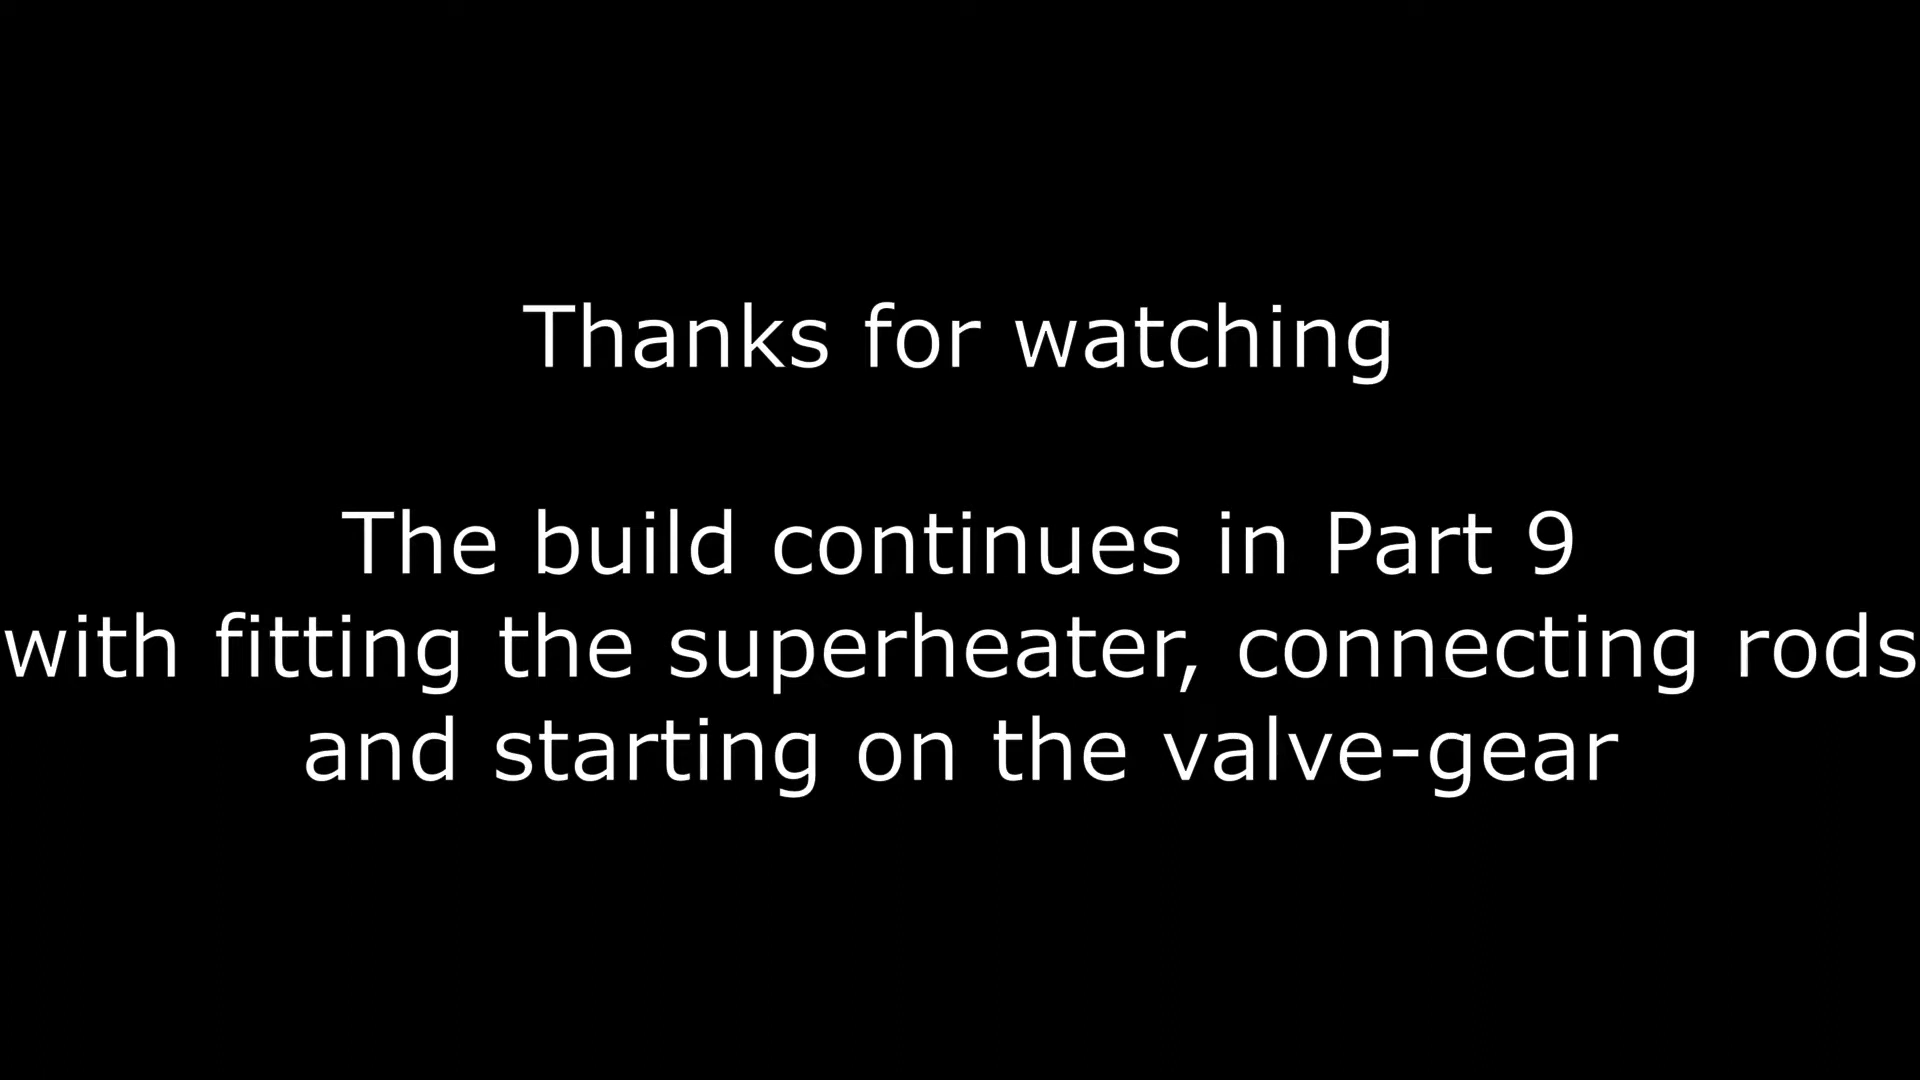 Thanks for watching
The build continues in Part 9
with fitting the superheater, connecting rods
and starting on the valve-gear